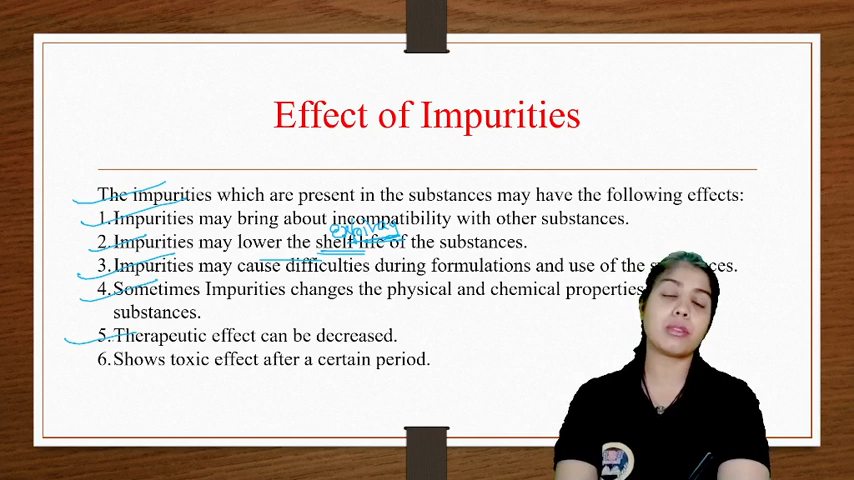 Effect of Impurities
The impurities which are present in the substances may have the following effects:
1. Impurities may bring about incompatibility with other substances.
Expiry
2. Impurities may lower the shelf life of the substances.
3. Impurities may cause difficulties during formulations and use of the
4. Sometimes Impurities changes the physical and chemical properties
substances.
5. Therapeutic effect can be decreased.
6. Shows toxic effect after a certain period.